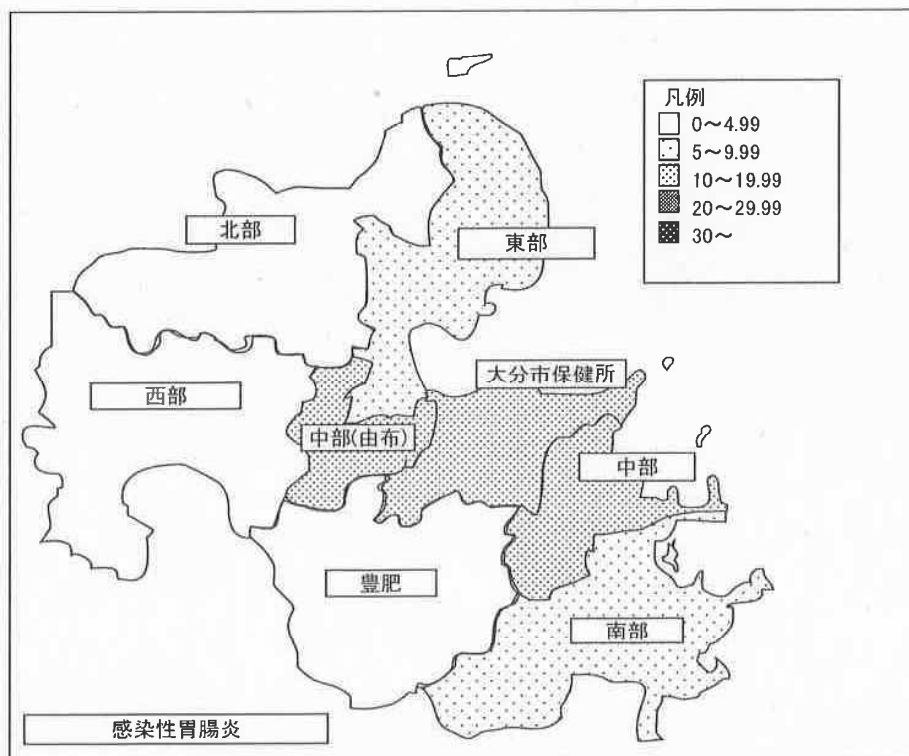 凡例
0～4.99
5～9.99
10～19.99
20～29.99
30～
北部
東部
大分市保健所
西部
中部(由布)
中部
豊肥
南部
感染性胃腸炎